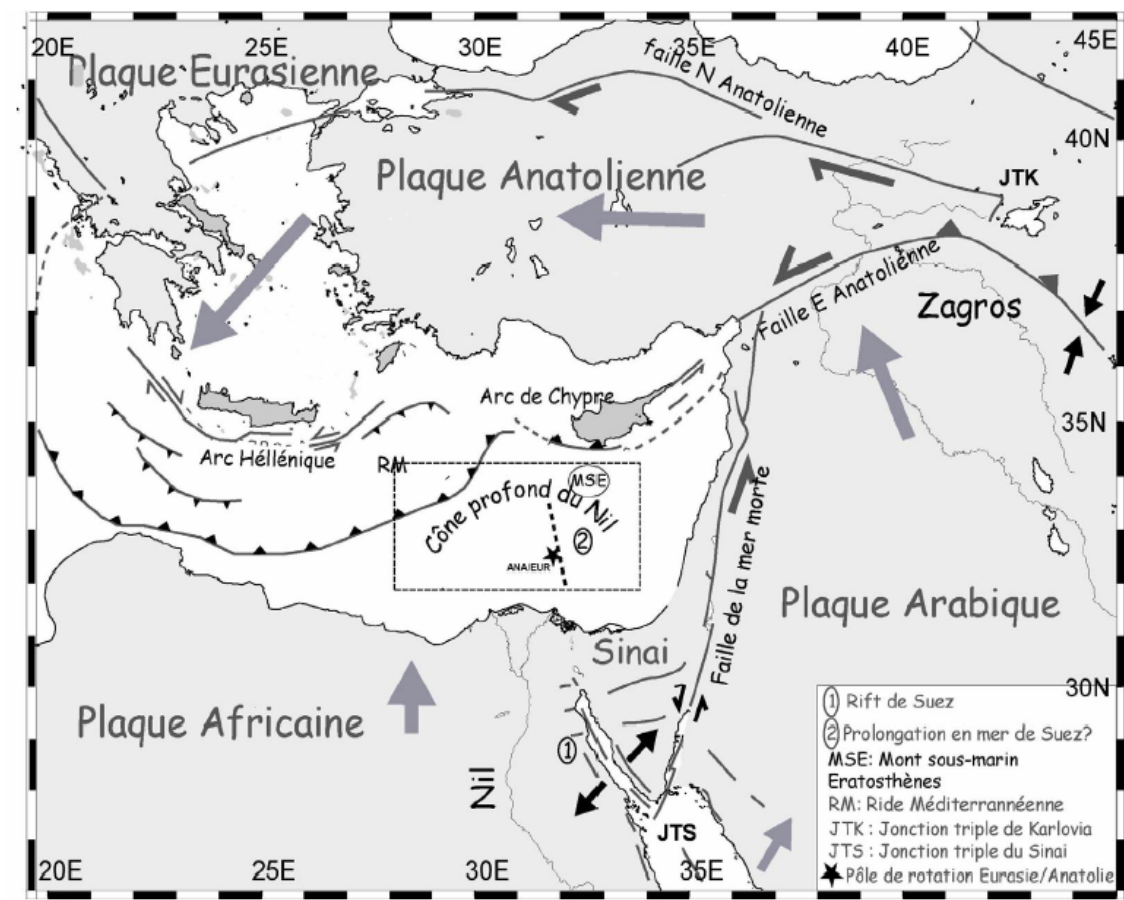 20E 25E 30E 35E 40E 45E
Plaque Eurasienne
faille N Anatolienne
40N
Plaque Anatolienne
JTK
Faille E Anatolienne
Zagros
Arc de Chypre
35N
Arc Héllénique
RM
MSE
Cône profond du Nil
2
ANAIEUR
Faille de la mer morte
Plaque Arabique
Sinai
30N
Plaque Africaine
1
Nil
JTS
20E 25E 30E 35E
1 Rift de Suez
2 Prolongation en mer de Suez?
MSE: Mont sous-marin
Eratosthènes
RM: Ride Méditerrannéenne
JTK : Jonction triple de Karlovia
JTS : Jonction triple du Sinai
Pôle de rotation Eurasie/Anatolie